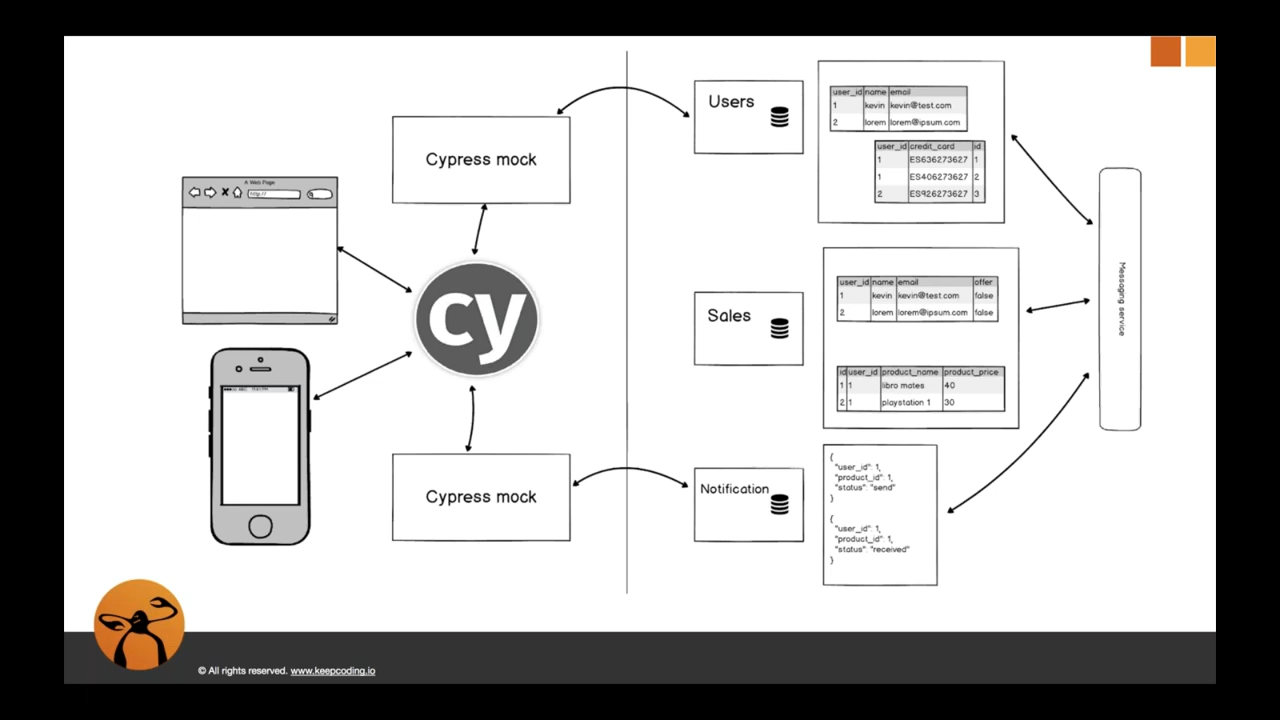 Users
user_id name email
1 kevin kevin@test.com
2 lorem lorem@ipsum.com
user_id credit_card id
1 ES636273627 1
1 ES406273627 2
2 ES926273627 3
Cypress mock
A Web Page
http://
cy
Messaging service
Sales
user_id name email offer
1 kevin kevin@test.com false
2 lorem lorem@ipsum.com false
id user_id product_name product_price
1 1 libro mates 40
2 1 playstation 1 30
Cypress mock
Notification
{
"user_id": 1,
"product_id": 1,
"status": "send"
}
{
"user_id": 1,
"product_id": 1,
"status": "received"
}
© All rights reserved. www.keepcoding.io